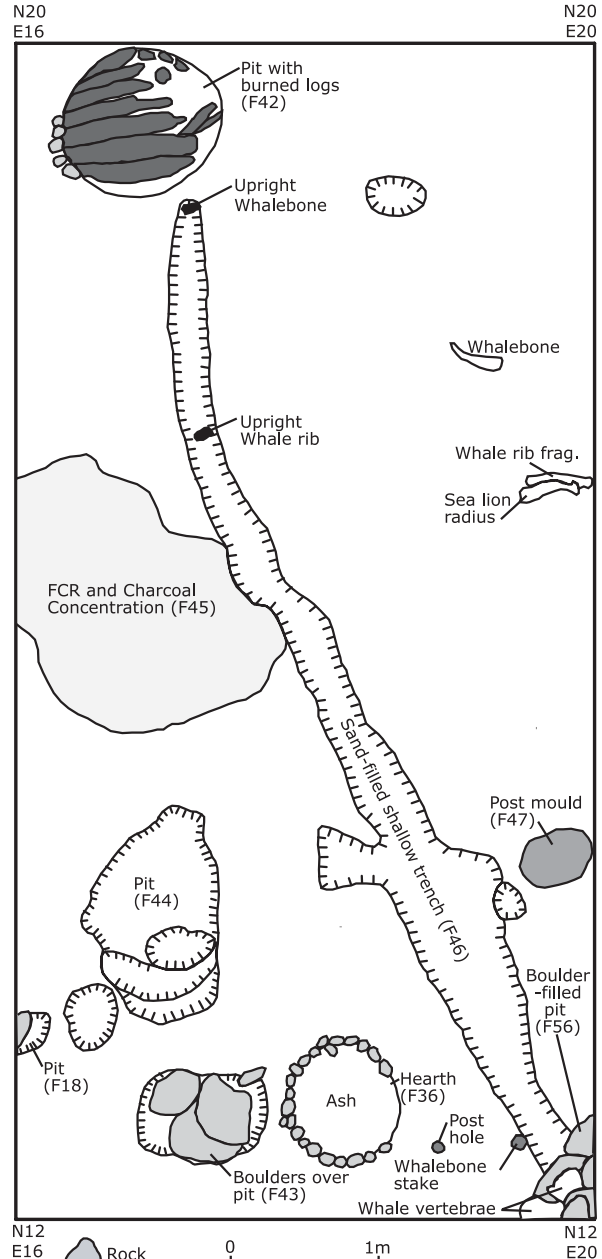 N20
E16
N20
E20
Pit with
burned logs
(F42)
Upright
Whalebone
Whalebone
Upright
Whale rib
Whale rib frag.
Sea lion
radius
FCR and Charcoal
Concentration (F45)
Sand-filled shallow trench (F46)
Post mould
(F47)
Pit
(F44)
Boulder
-filled
pit
(F56)
Pit
(F18)
Ash
Hearth
(F36)
Post
hole
Whalebone
stake
Boulders over
pit (F43)
Whale vertebrae
N12
E16
N12
E20
Rock
0
1m